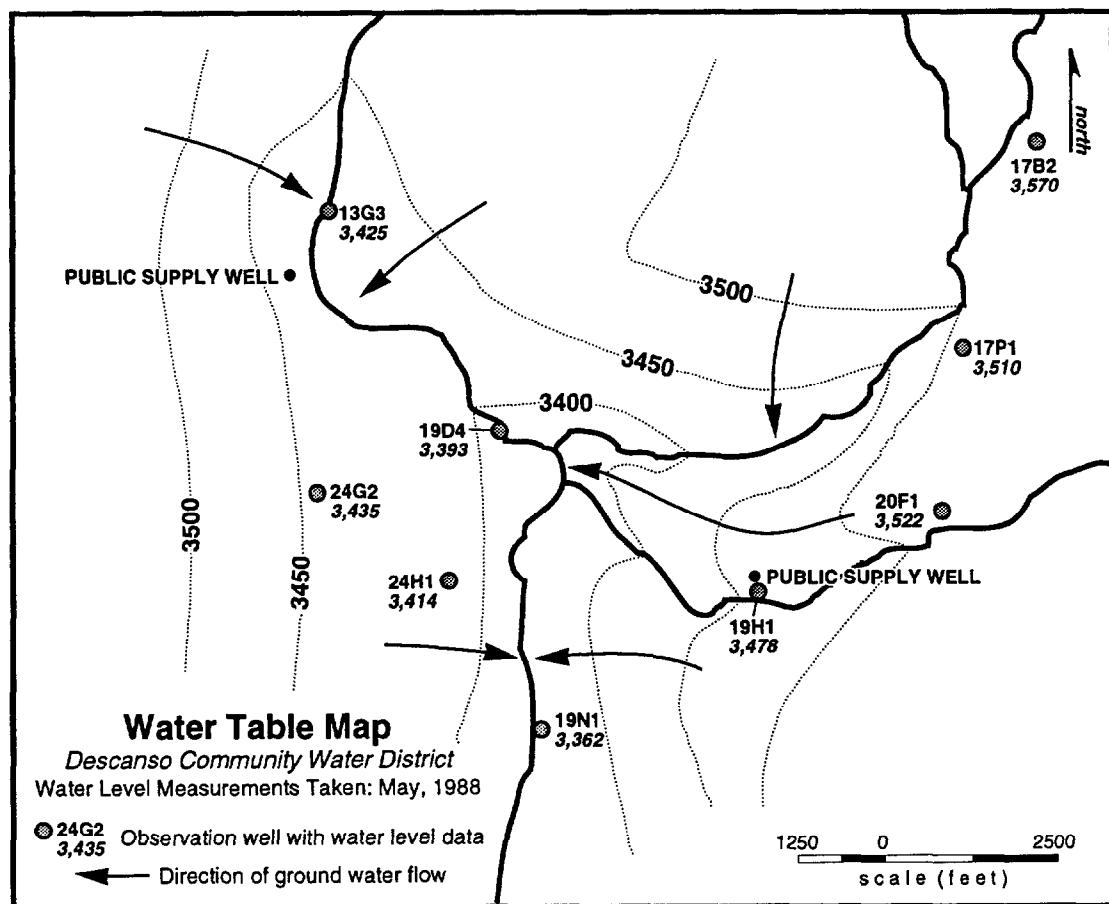 north
17B2
3,570
13G3
3,425
PUBLIC SUPPLY WELL
3500
17P1
3,510
3450
3400
19D4
3,393
24G2
3,435
3500
3450
20F1
3,522
24H1
3,414
PUBLIC SUPPLY WELL
19H1
3,478
19N1
3,362
Water Table Map
Descanso Community Water District
Water Level Measurements Taken: May, 1988
24G2
3,435
Observation well with water level data
Direction of ground water flow
1250 0 2500
scale (feet)